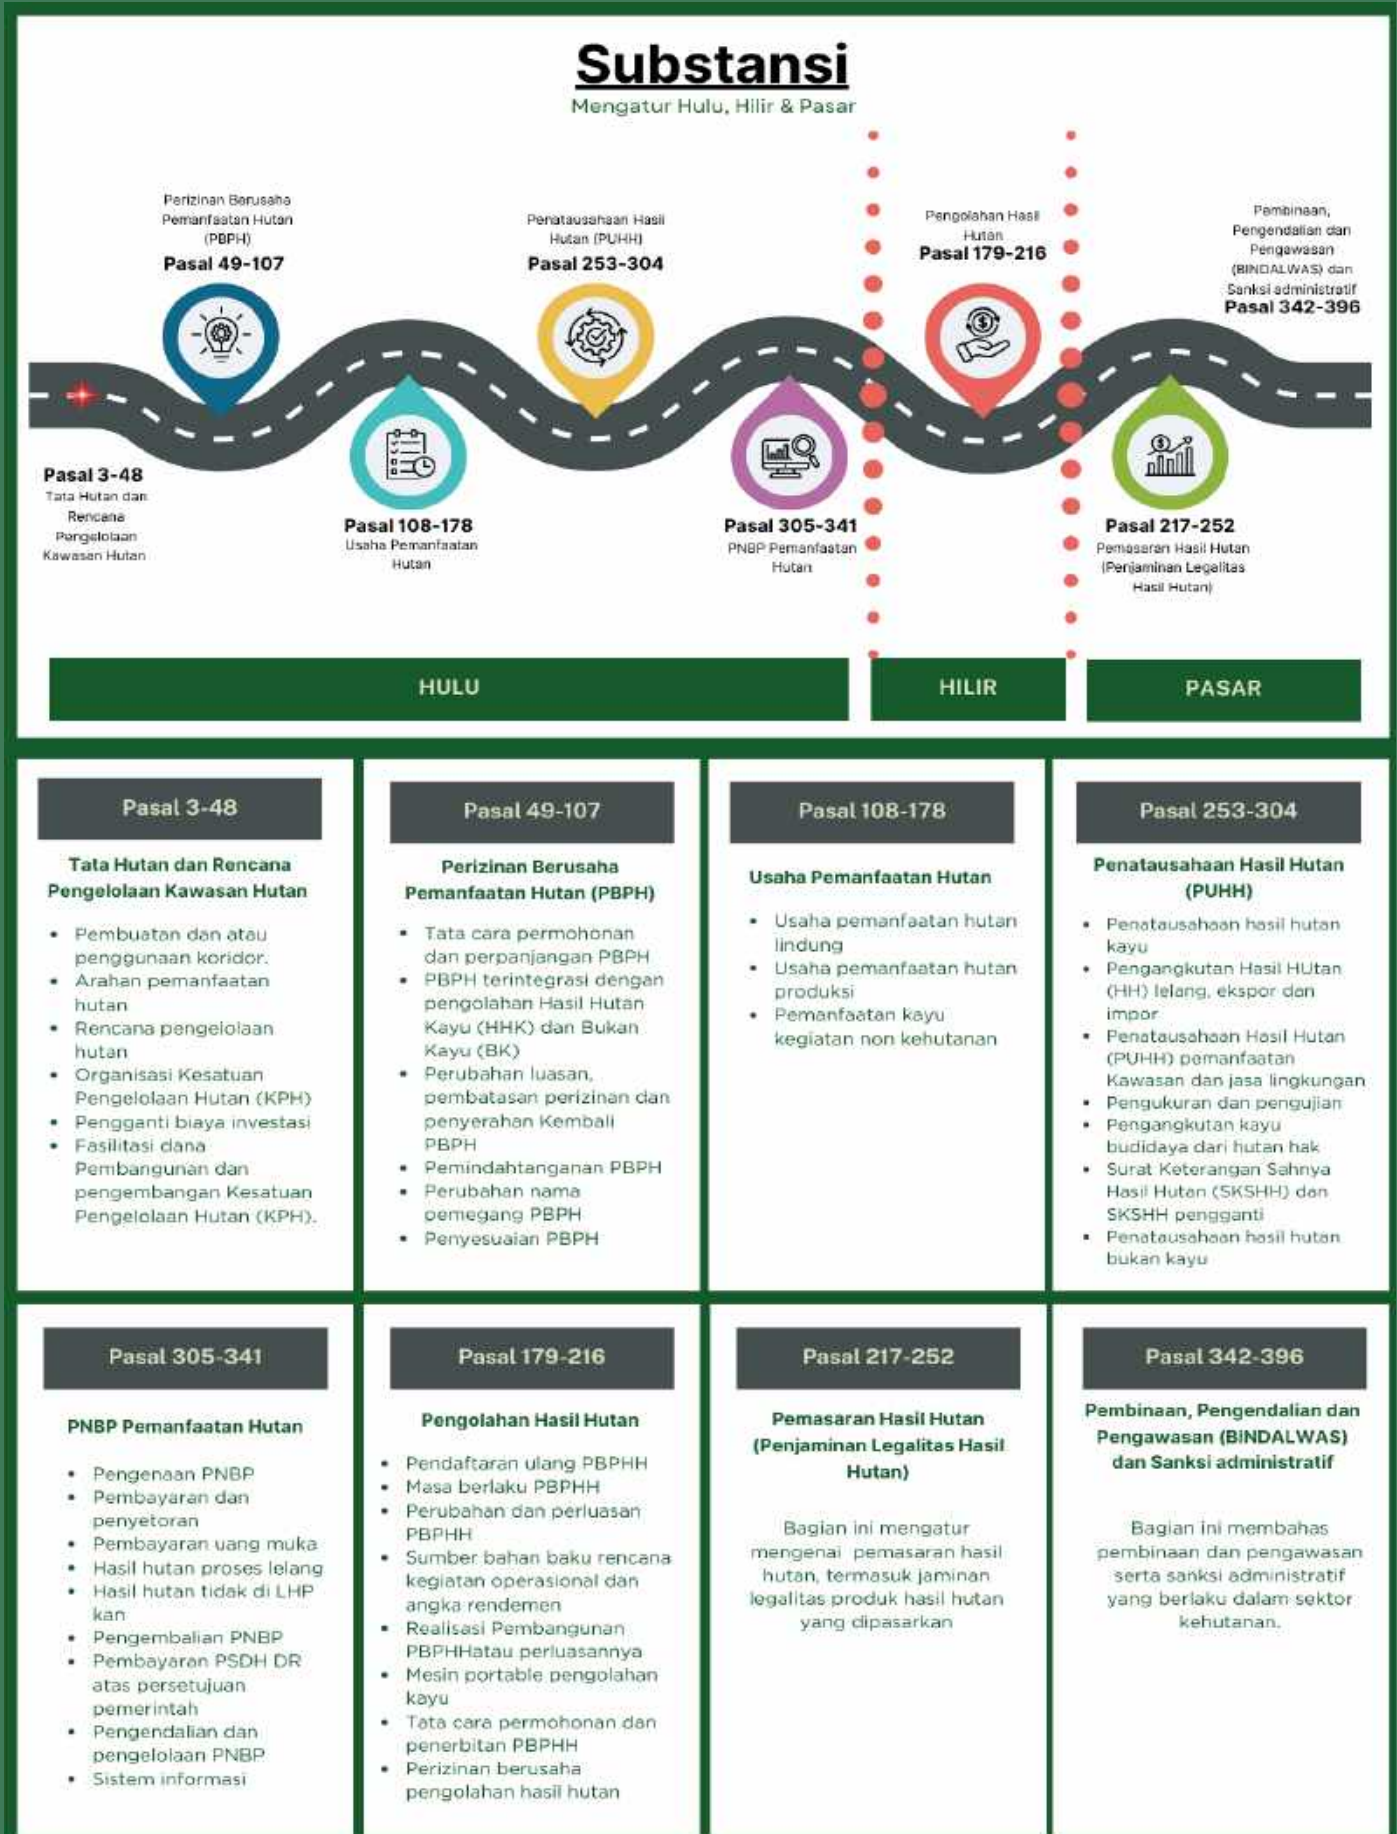 Substansi
Mengatur Hulu, Hilir & Pasar
Perizinan Berusaha
Pemanfaatan Hutan
(PBPH)
Pasal 49-107
Penatausahaan Hasil
Hutan (PUHH)
Pasal 253-304
Pengolahan Hasil
Hutan
Pasal 179-216
Pembinaan,
Pengendalian dan
Pengawasan
(BINDALWAS) dan
Sanksi administratif
Pasal 342-396
Pasal 3-48
Tata Hutan dan
Rencana
Pengelolaan
Kawasan Hutan
Pasal 108-178
Usaha Pemanfaatan
Hutan
Pasal 305-341
PNBP Pemanfaatan
Hutan
Pasal 217-252
Pemasaran Hasil Hutan
(Penjaminan Legalitas
Hasil Hutan)
HULU
HILIR
PASAR
Pasal 3-48
Tata Hutan dan Rencana
Pengelolaan Kawasan Hutan
• Pembuatan dan atau
penggunaan koridor.
• Arahan pemanfaatan
hutan
• Rencana pengelolaan
hutan
• Organisasi Kesatuan
Pengelolaan Hutan (KPH)
• Pengganti biaya investasi
• Fasilitasi dana
Pembangunan dan
pengembangan Kesatuan
Pengelolaan Hutan (KPH).
Pasal 49-107
Perizinan Berusaha
Pemanfaatan Hutan (PBPH)
• Tata cara permohonan
dan perpanjangan PBPH
• PBPH terintegrasi dengan
pengolahan Hasil Hutan
Kayu (HHK) dan Bukan
Kayu (BK)
• Perubahan luasan,
pembatasan perizinan dan
penyerahan Kembali
PBPH
• Pemindahtanganan PBPH
• Perubahan nama
pemegang PBPH
• Penyesuaian PBPH
Pasal 108-178
Usaha Pemanfaatan Hutan
• Usaha pemanfaatan hutan
lindung
• Usaha pemanfaatan hutan
produksi
• Pemanfaatan kayu
kegiatan non kehutanan
Pasal 253-304
Penatausahaan Hasil Hutan
(PUHH)
• Penatausahaan hasil hutan
kayu
• Pengangkutan Hasil HUtan
(HH) lelang, ekspor dan
impor
• Penatausahaan Hasil Hutan
(PUHH) pemanfaatan
Kawasan dan jasa lingkungan
• Pengukuran dan pengujian
• Pengangkutan kayu
budidaya dari hutan hak
• Surat Keterangan Sahnya
Hasil Hutan (SKSHH) dan
SKSHH pengganti
• Penatausahaan hasil hutan
bukan kayu
Pasal 305-341
PNBP Pemanfaatan Hutan
• Pengenaan PNBP
• Pembayaran dan
penyetoran
• Pembayaran uang muka
• Hasil hutan proses lelang
• Hasil hutan tidak di LHP
kan
• Pengembalian PNBP
• Pembayaran PSDH DR
atas persetujuan
pemerintah
• Pengendalian dan
pengelolaan PNBP
• Sistem informasi
Pasal 179-216
Pengolahan Hasil Hutan
• Pendaftaran ulang PBPHH
• Masa berlaku PBPHH
• Perubahan dan perluasan
PBPHH
• Sumber bahan baku rencana
kegiatan operasional dan
angka rendemen
• Realisasi Pembangunan
PBPHHatau perluasannya
• Mesin portable pengolahan
kayu
• Tata cara permohonan dan
penerbitan PBPHH
• Perizinan berusaha
pengolahan hasil hutan
Pasal 217-252
Pemasaran Hasil Hutan
(Penjaminan Legalitas Hasil
Hutan)
Bagian ini mengatur
mengenai pemasaran hasil
hutan, termasuk jaminan
legalitas produk hasil hutan
yang dipasarkan
Pasal 342-396
Pembinaan, Pengendalian dan
Pengawasan (BINDALWAS)
dan Sanksi administratif
Bagian ini membahas
pembinaan dan pengawasan
serta sanksi administratif
yang berlaku dalam sektor
kehutanan.